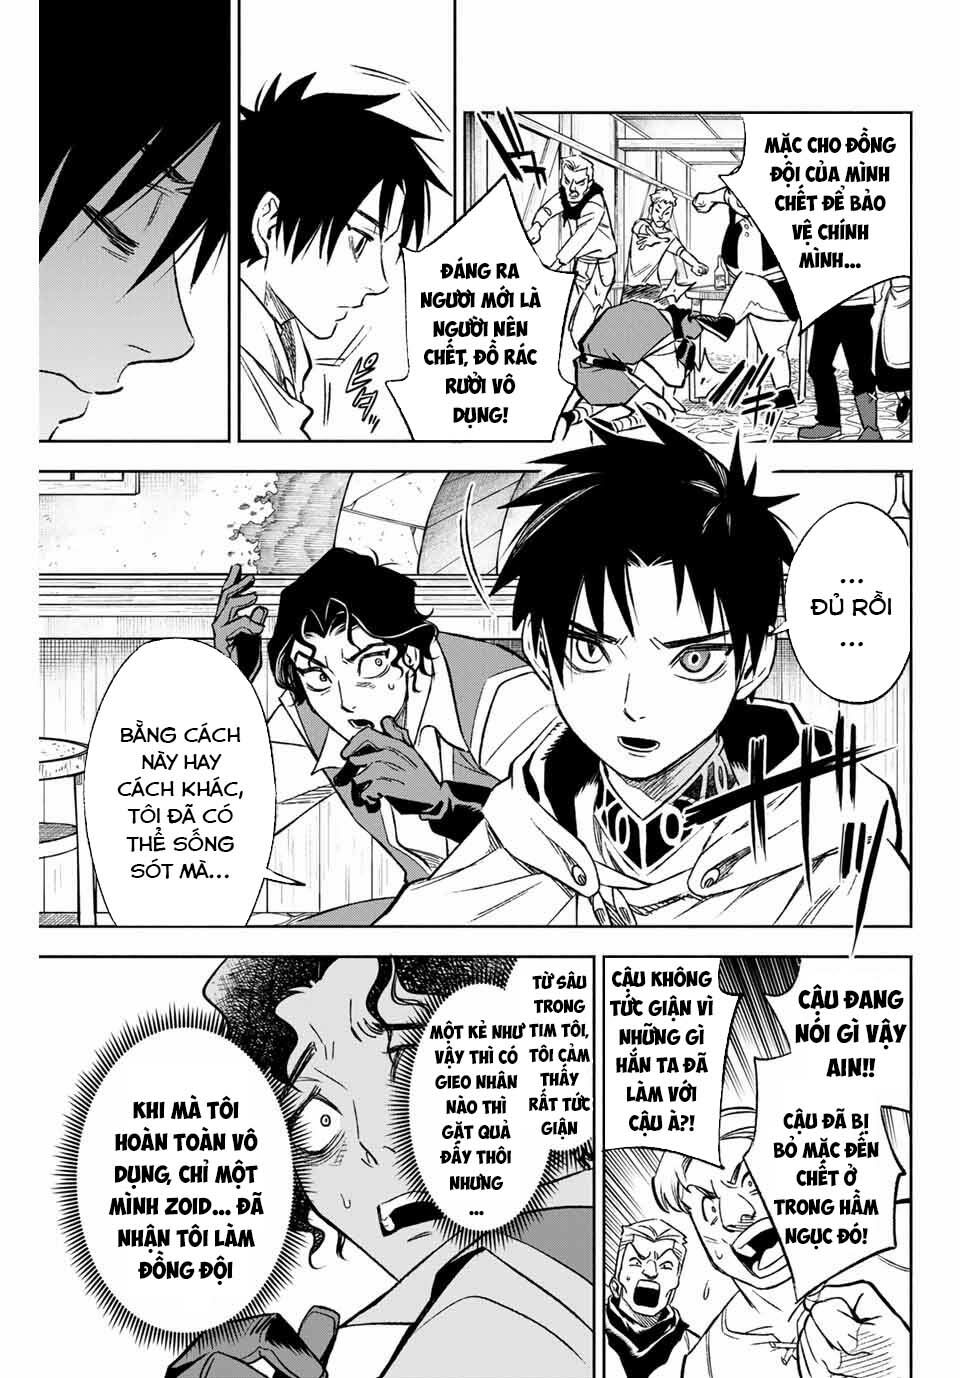 MẶC CHO ĐỒNG
ĐỘI CỦA MÌNH
CHẾT ĐỂ BẢO
VỆ CHÍNH
MÌNH...
ĐÁNG RA
NGƯƠI MỚI LÀ
NGƯỜI NÊN
CHẾT, ĐỒ RÁC
RƯỞI VÔ
DỤNG!
...
ĐỦ RỒI
...
BẰNG CÁCH
NÀY HAY
CÁCH KHÁC,
TÔI ĐÃ CÓ
THỂ SỐNG
SÓT MÀ...
CẬU ĐANG
NÓI GÌ VẬY
AIN!!
CẬU ĐÃ BỊ
BỎ MẶC ĐẾN
CHẾT Ở
TRONG HẦM
NGỤC ĐÓ!
CẬU KHÔNG
TỨC GIẬN VÌ
NHỮNG GÌ
HẮN TA ĐÃ
LÀM VỚI
CẬU À?!
TỪ SÂU
TRONG
TIM TÔI,
TÔI CẢM
THẤY
RẤT TỨC
GIẬN
MỘT KẺ NHƯ
VẬY THÌ CÓ
GIEO NHÂN
NÀO THÌ
GẶT QUẢ
ĐẤY THÔI
NHƯNG
...
KHI MÀ TÔI
HOÀN TOÀN VÔ
DỤNG, CHỈ MỘT
MÌNH ZOID... ĐÃ
NHẬN TÔI LÀM
ĐỒNG ĐỘI